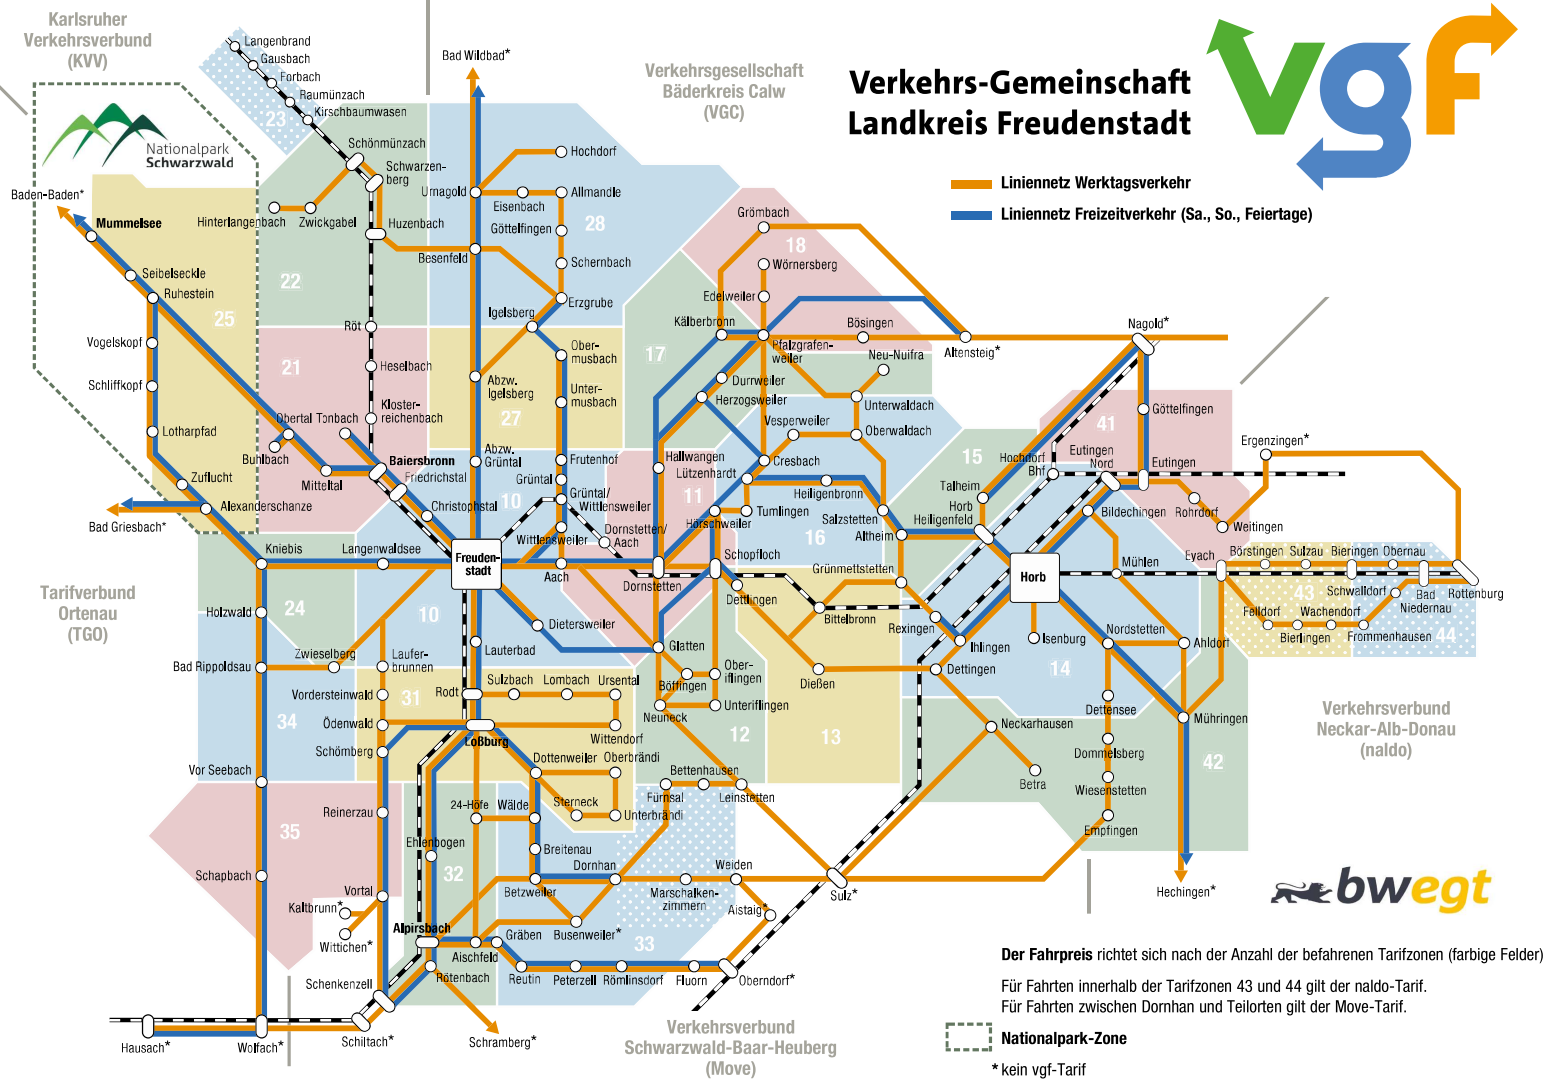 Karlsruher
Verkehrsverbund
(KVV)
Verkehrsgesellschaft
Bäderkreis Calw
(VGC)
Verkehrs-Gemeinschaft
Landkreis Freudenstadt
vgf
Liniennetz Werktagsverkehr
Liniennetz Freizeitverkehr (Sa., So., Feiertage)
Nationalpark
Schwarzwald
Langenbrand
Gausbach
Forbach
Raumünzach
Kirschbaumwasen
23
Bad Wildbad*
Schönmünzach
Schwarzen-
berg
Hinterlangenbach
Zwickgabel
Huzenbach
22
Baden-Baden*
Mummelsee
Seibelseckle
Ruhestein
25
Vogelskopf
Schliffkopf
Lotharpfad
Zuflucht
Alexanderschanze
Bad Griesbach*
Hochdorf
Urnagold
Allmandle
Eisenbach
Göttelfingen
28
Besenfeld
Schernbach
Erzgrube
Igelsberg
Röt
21
Heselbach
Kloster-
reichenbach
Obertal
Tonbach
Buhlbach
Mitteltal
Baiersbronn
Friedrichstal
Christophstal
Ober-
musbach
Unter-
musbach
Abzw.
Igelsberg
27
Abzw.
Grüntal
Frutenhof
Grüntal
10
Grüntal/
Wittlensweiler
Wittlensweiler
Dornstetten/
Aach
Aach
Grömbach
18
Wörnersberg
Edelweiler
Kälberbronn
Bösingen
Pfalzgrafen-
weiler
Neu-Nuifra
Altensteig*
17
Durrweiler
Herzogsweiler
Unterwaldach
Vesperweiler
Oberwaldach
Hallwangen
Lützenhardt
Cresbach
11
Heiligenbronn
Hörschweiler
Tumlingen
Salzstetten
16
Altheim
Schopfloch
Grünmettstetten
Dornstetten
Dettlingen
Bittelbronn
Nagold*
41
Göttelfingen
15
Hochdorf
Bhf
Eutingen
Nord
Eutingen
Ergenzingen*
Talheim
Horb
Heiligenfeld
Bildechingen
Rohrdorf
Weitingen
Kniebis
Langenwaldsee
Freuden-
stadt
Horb
Mühlen
Eyach
Börstingen
Sulzau
Bieringen
Obernau
43
Schwalldorf
Bad
Niedernau
Rottenburg
Felldorf
Wachendorf
Bierlingen
Frommenhausen
44
Tarifverbund
Ortenau
(TGO)
24
10
Holzwald
Dietersweiler
Lauterbad
Zwieselberg
Laufer-
brunnen
Bad Rippoldsau
Glatten
Rexingen
Ihlingen
Isenburg
Nordstetten
Ahldorf
14
Dettingen
Dießen
Böffingen
Ober-
iflingen
Neuneck
Unteriflingen
Vordersteinwald
31
Rodt
Sulzbach
Lombach
Ursental
34
Ödenwald
Schömberg
Loßburg
Wittendorf
12
13
Neckarhausen
Dettensee
Mühringen
Dommelsberg
42
Betra
Wiesenstetten
Empfingen
Verkehrsverbund
Neckar-Alb-Donau
(naldo)
Vor Seebach
Dottenweiler
Oberbrändi
Bettenhausen
Fürnsal
Leinstetten
35
Reinerzau
24-Höfe
Wälde
Sterneck
Unterbrändi
Ehlenbogen
Breitenau
32
Dornhan
Weiden
Schapbach
Vortal
Kaltbrunn*
Wittichen*
Betzweiler
Marschalken-
zimmern
Sulz*
Aistaig*
Hechingen*
Alpirsbach
Gräben
Busenweiler*
33
Aischfeld
Rötenbach
Reutin
Peterzell
Römlinsdorf
Fluorn
Oberndorf*
Schenkenzell
Hausach*
Wolfach*
Schiltach*
Schramberg*
Verkehrsverbund
Schwarzwald-Baar-Heuberg
(Move)
bwegt
Der Fahrpreis richtet sich nach der Anzahl der befahrenen Tarifzonen (farbige Felder)
Für Fahrten innerhalb der Tarifzonen 43 und 44 gilt der naldo-Tarif.
Für Fahrten zwischen Dornhan und Teilorten gilt der Move-Tarif.
Nationalpark-Zone
* kein vgf-Tarif